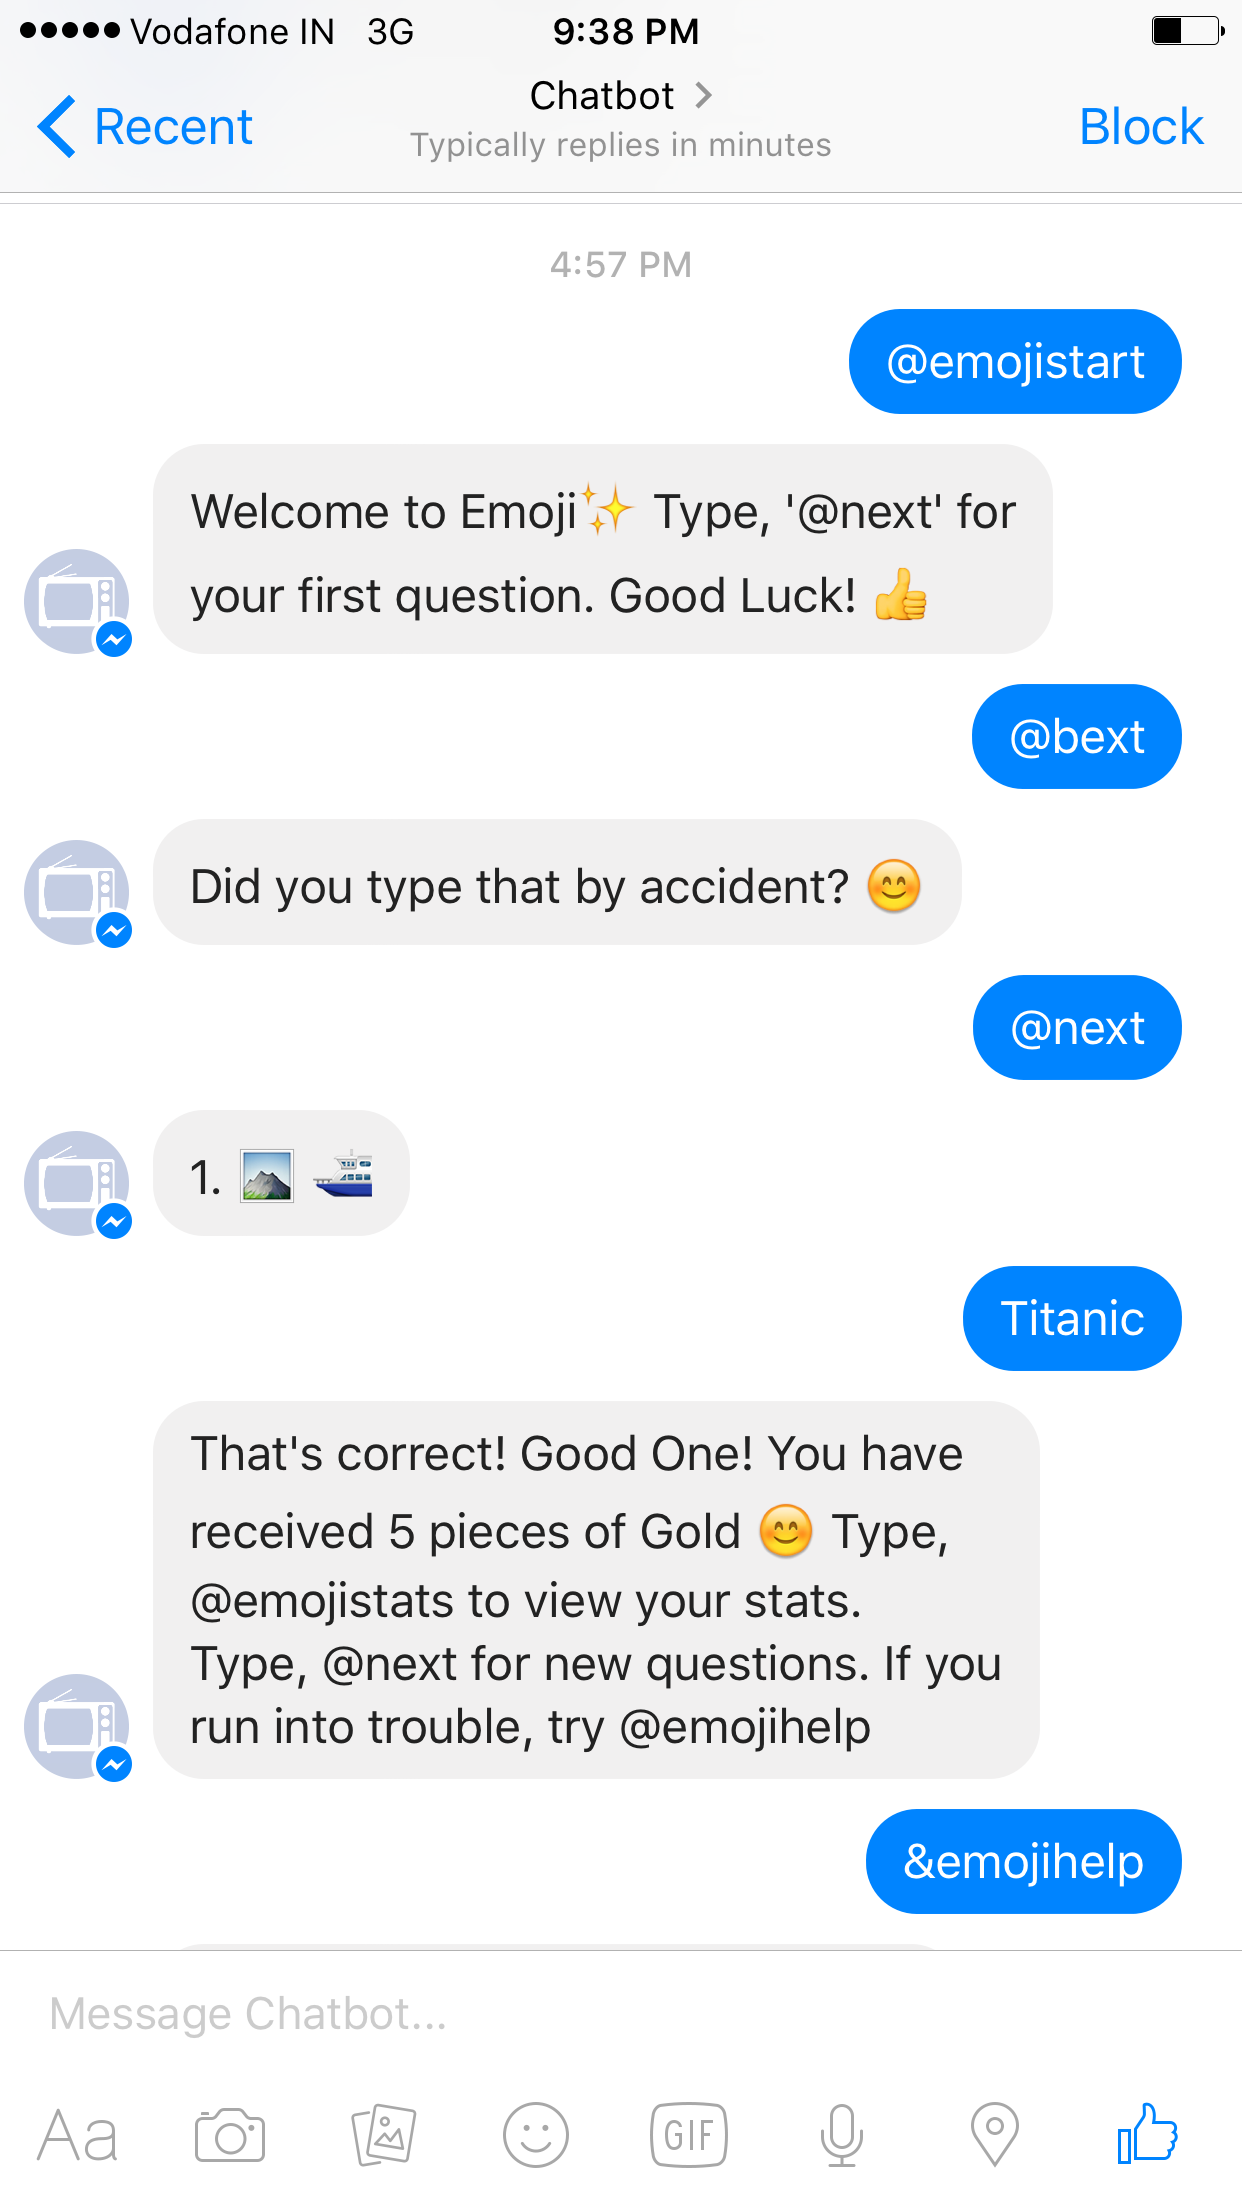 Vodafone IN 3G 9:38 PM
Chatbot
Recent
Typically replies in minutes
Block
4:57 PM
@emojistart
Welcome to Emoji✨ Type, '@next' for
your first question. Good Luck! 👍
@bext
Did you type that by accident? 😊
@next
1. 🏞 🛥
Titanic
That's correct! Good One! You have
received 5 pieces of Gold 😊 Type,
@emojistats to view your stats.
Type, @next for new questions. If you
run into trouble, try @emojihelp
&emojihelp
Message Chatbot...
Aa
GIF